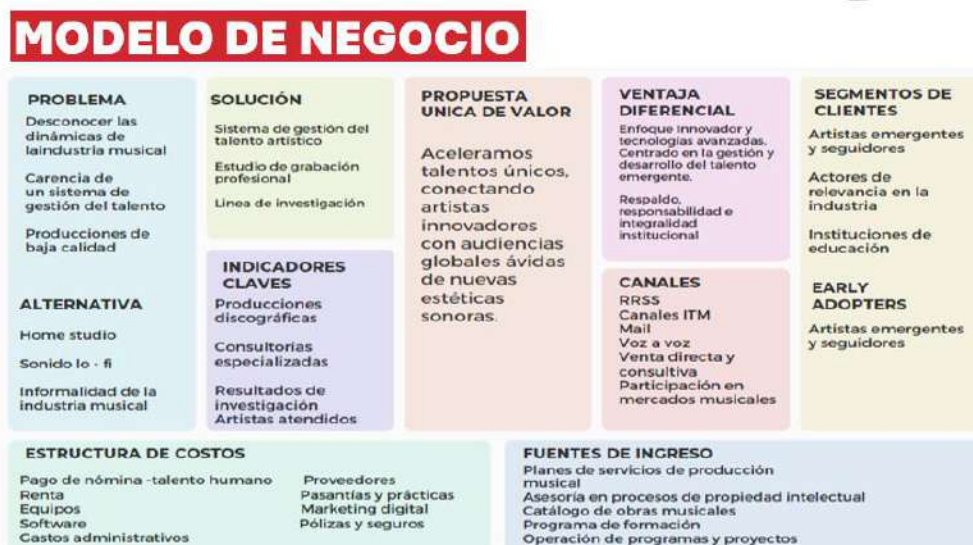 MODELO DE NEGOCIO
PROBLEMA
Desconocer las
dinámicas de
laindustria musical
Carencia de
un sistema de
gestión del talento
Producciones de
baja calidad
ALTERNATIVA
Home studio
Sonido lo - fi
Informalidad de la
industria musical
SOLUCIÓN
Sistema de gestión del
talento artístico
Estudio de grabación
profesional
Linea de investigación
INDICADORES
CLAVES
Producciones
discográficas
Consultorías
especializadas
Resultados de
investigación
Artistas atendidos
PROPUESTA
UNICA DE VALOR
Aceleramos
talentos únicos,
conectando
artistas
innovadores
con audiencias
globales ávidas
de nuevas
estéticas
sonoras.
VENTAJA
DIFERENCIAL
Enfoque Innovador y
tecnologías avanzadas.
Centrado en la gestión y
desarrollo del talento
emergente.
Respaldo,
responsabilidad e
integralidad
institucional
CANALES
RRSS
Canales ITM
Mail
Voz a voz
Venta directa y
consultiva
Participación en
mercados musicales
SEGMENTOS DE
CLIENTES
Artistas emergentes
y seguidores
Actores de
relevancia en la
industria
Instituciones de
educación
EARLY
ADOPTERS
Artistas emergentes
y seguidores
ESTRUCTURA DE COSTOS
Pago de nómina -talento humano
Renta
Equipos
Software
Gastos administrativos
Proveedores
Pasantías y prácticas
Marketing digital
Pólizas y seguros
FUENTES DE INGRESO
Planes de servicios de producción
musical
Asesoría en procesos de propiedad intelectual
Catálogo de obras musicales
Programa de formación
Operación de programas y proyectos